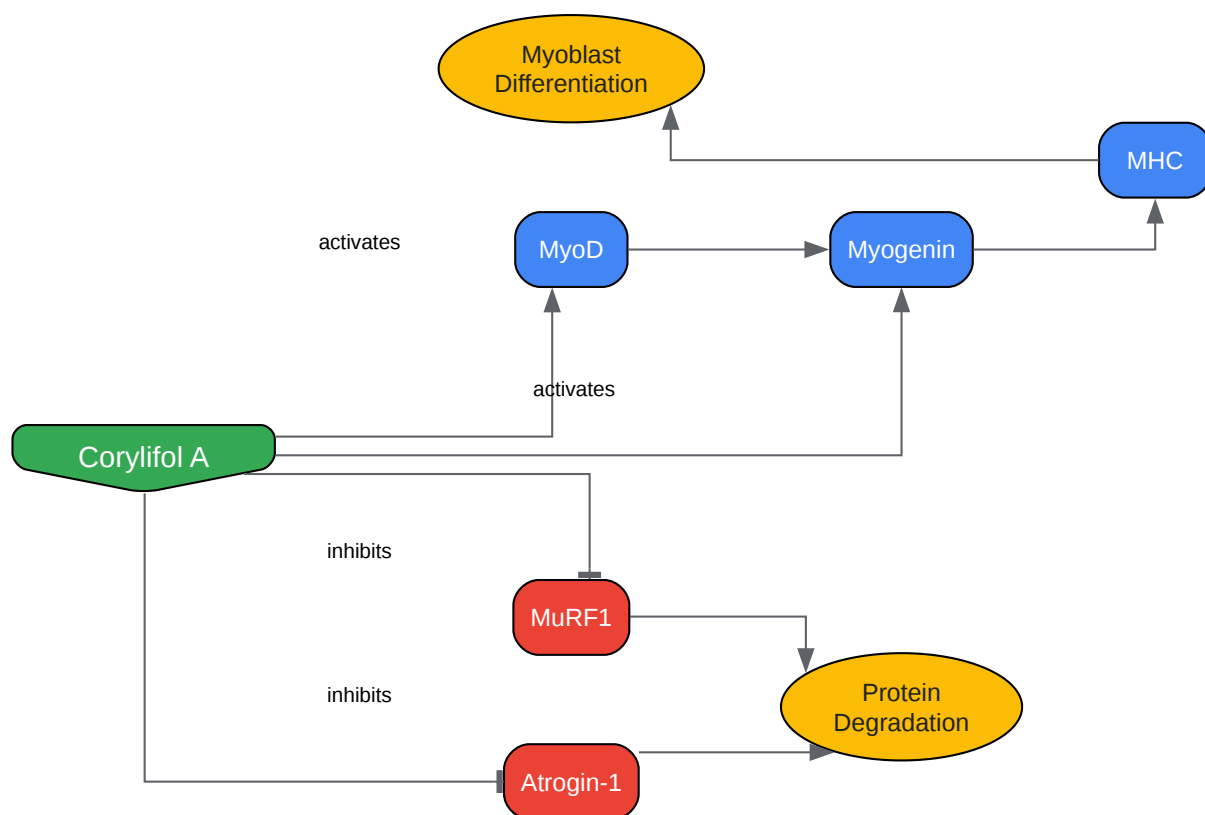 Myoblast
Differentiation
MHC
activates
MyoD
Myogenin
activates
Corylifol A
inhibits
MuRF1
inhibits
Protein
Degradation
Atrogin-1